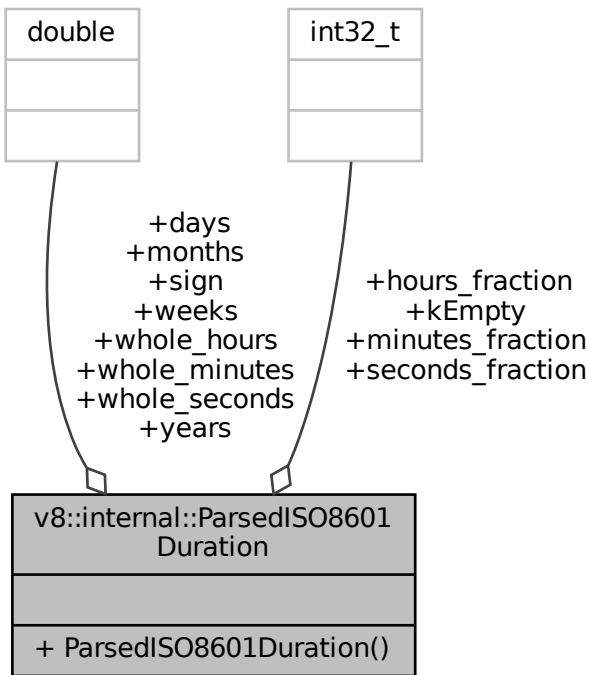 double
int32_t
+days
+months
+sign
+weeks
+whole_hours
+whole_minutes
+whole_seconds
+years
+hours_fraction
+kEmpty
+minutes_fraction
+seconds_fraction
v8::internal::ParsedISO8601
Duration
+ ParsedISO8601Duration()